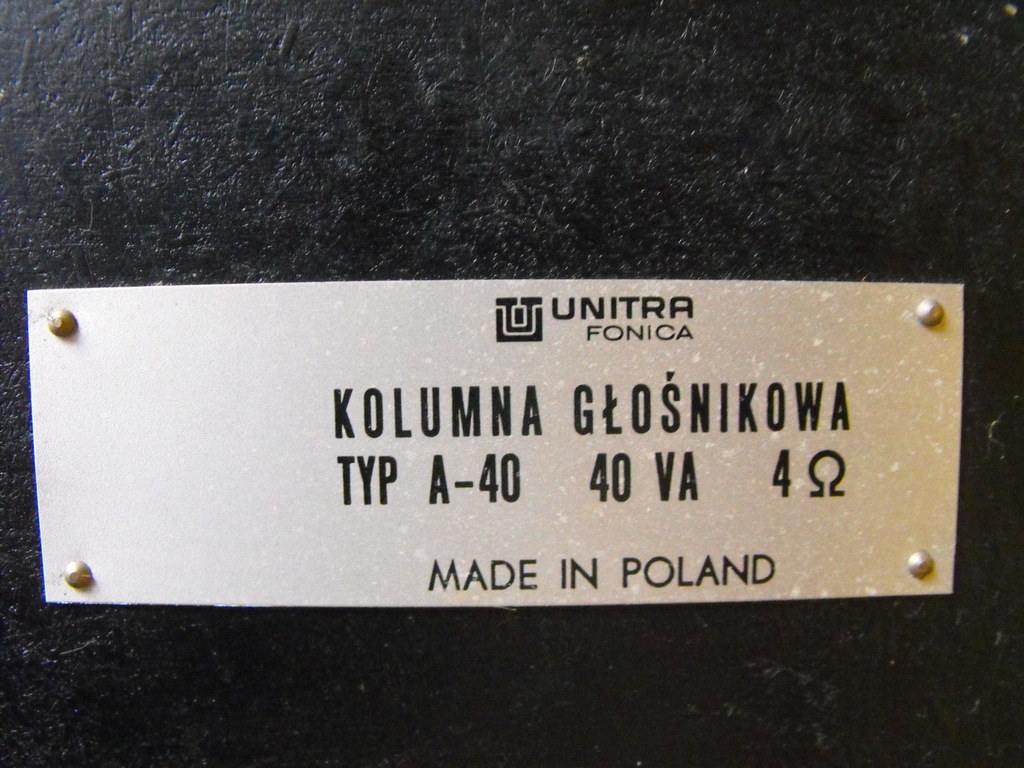 UNITRA
FONICA
KOLUMNA GŁOŚNIKOWA
TYP A-40 40 VA 4 Ω
MADE IN POLAND